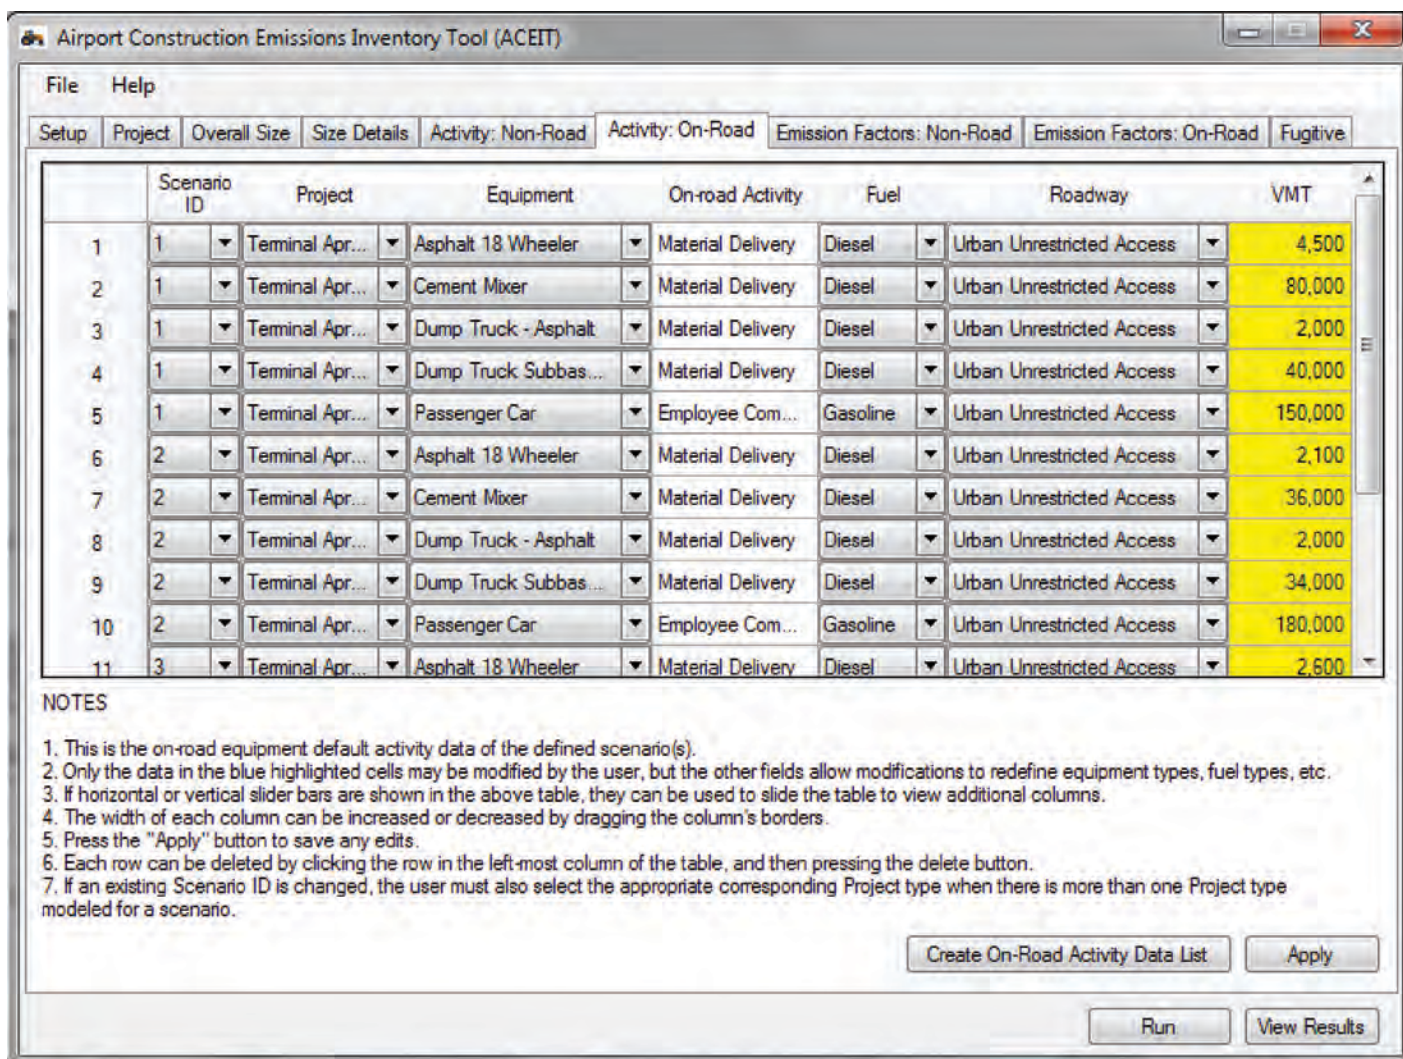 Airport Construction Emissions Inventory Tool (ACEIT)
File Help
Setup Project Overall Size Size Details Activity: Non-Road Activity: On-Road Emission Factors: Non-Road Emission Factors: On-Road Fugitive
Scenario ID Project Equipment On-road Activity Fuel Roadway VMT
1 1 Terminal Apr... Asphalt 18 Wheeler Material Delivery Diesel Urban Unrestricted Access 4,500
2 1 Terminal Apr... Cement Mixer Material Delivery Diesel Urban Unrestricted Access 80,000
3 1 Terminal Apr... Dump Truck - Asphalt Material Delivery Diesel Urban Unrestricted Access 2,000
4 1 Terminal Apr... Dump Truck Subbas... Material Delivery Diesel Urban Unrestricted Access 40,000
5 1 Terminal Apr... Passenger Car Employee Com... Gasoline Urban Unrestricted Access 150,000
6 2 Terminal Apr... Asphalt 18 Wheeler Material Delivery Diesel Urban Unrestricted Access 2,100
7 2 Terminal Apr... Cement Mixer Material Delivery Diesel Urban Unrestricted Access 36,000
8 2 Terminal Apr... Dump Truck - Asphalt Material Delivery Diesel Urban Unrestricted Access 2,000
9 2 Terminal Apr... Dump Truck Subbas... Material Delivery Diesel Urban Unrestricted Access 34,000
10 2 Terminal Apr... Passenger Car Employee Com... Gasoline Urban Unrestricted Access 180,000
11 3 Terminal Apr... Asphalt 18 Wheeler Material Delivery Diesel Urban Unrestricted Access 2,600
NOTES
1. This is the on-road equipment default activity data of the defined scenario(s).
2. Only the data in the blue highlighted cells may be modified by the user, but the other fields allow modifications to redefine equipment types, fuel types, etc.
3. If horizontal or vertical slider bars are shown in the above table, they can be used to slide the table to view additional columns.
4. The width of each column can be increased or decreased by dragging the column's borders.
5. Press the "Apply" button to save any edits.
6. Each row can be deleted by clicking the row in the left-most column of the table, and then pressing the delete button.
7. If an existing Scenario ID is changed, the user must also select the appropriate corresponding Project type when there is more than one Project type
modeled for a scenario.
Create On-Road Activity Data List Apply
Run View Results